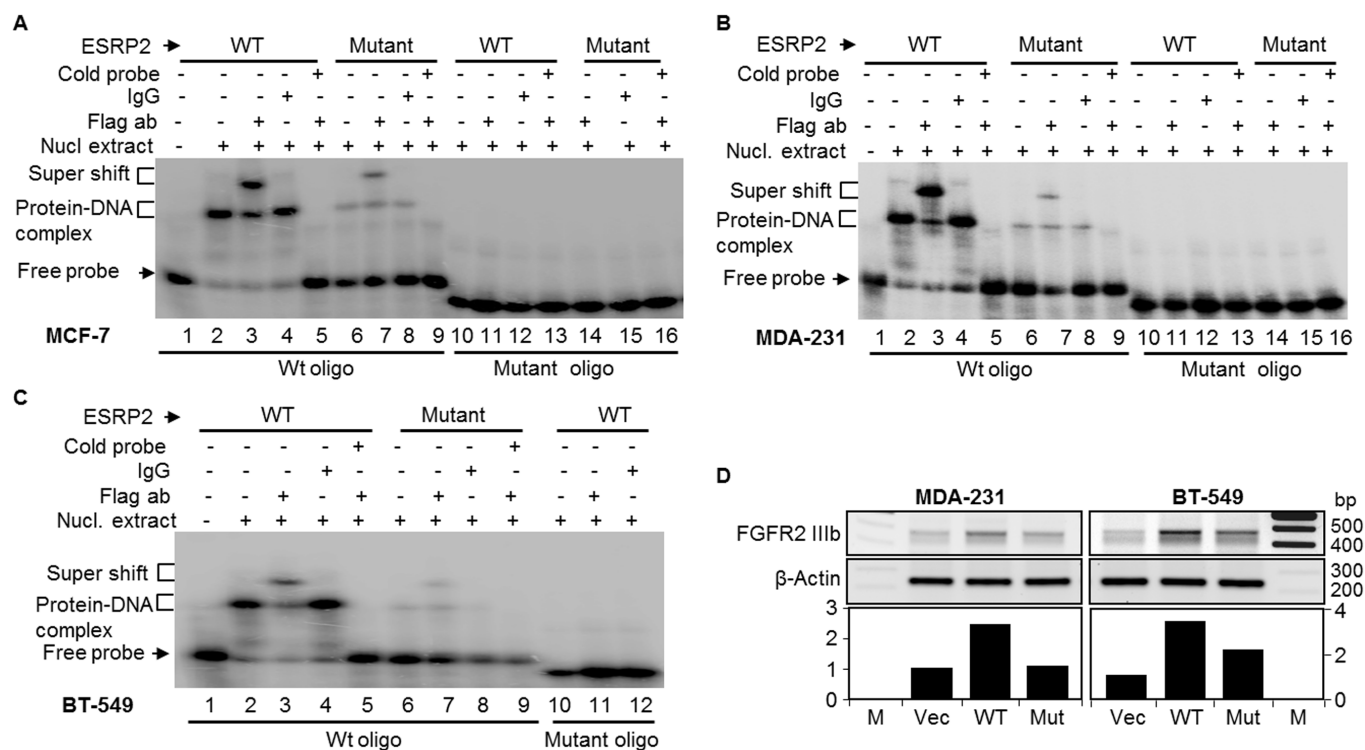 A
ESRP2 WT Mutant WT Mutant
Cold probe - - - - + - - - + - - - + - - +
IgG - - - + - - - + - - - + - - + -
Flag ab - - + - + - + - + - + - + + - +
Nucl extract - + + + + + + + + + + + + + + +
Super shift
Protein-DNA
complex
Free probe
MCF-7 1 2 3 4 5 6 7 8 9 10 11 12 13 14 15 16
Wt oligo Mutant oligo
B
ESRP2 WT Mutant WT Mutant
Cold probe - - - - + - - - + - - - + - - +
IgG - - - + - - - + - - - + - - + -
Flag ab - - + - + - + - + - + - + + - +
Nucl. extract - + + + + + + + + + + + + + + +
Super shift
Protein-DNA
complex
Free probe
MDA-231 1 2 3 4 5 6 7 8 9 10 11 12 13 14 15 16
Wt oligo Mutant oligo
C
ESRP2 WT Mutant WT
Cold probe - - - - + - - - + - - -
IgG - - - + - - - + - - - +
Flag ab - - + - + - + - + - + -
Nucl. extract - + + + + + + + + + + +
Super shift
Protein-DNA
complex
Free probe
BT-549 1 2 3 4 5 6 7 8 9 10 11 12
Wt oligo Mutant oligo
D
MDA-231 BT-549 bp
FGFR2 IIIb 500
400
β-Actin 300
200
3 4
2
1 2
0 0
M Vec WT Mut Vec WT Mut M